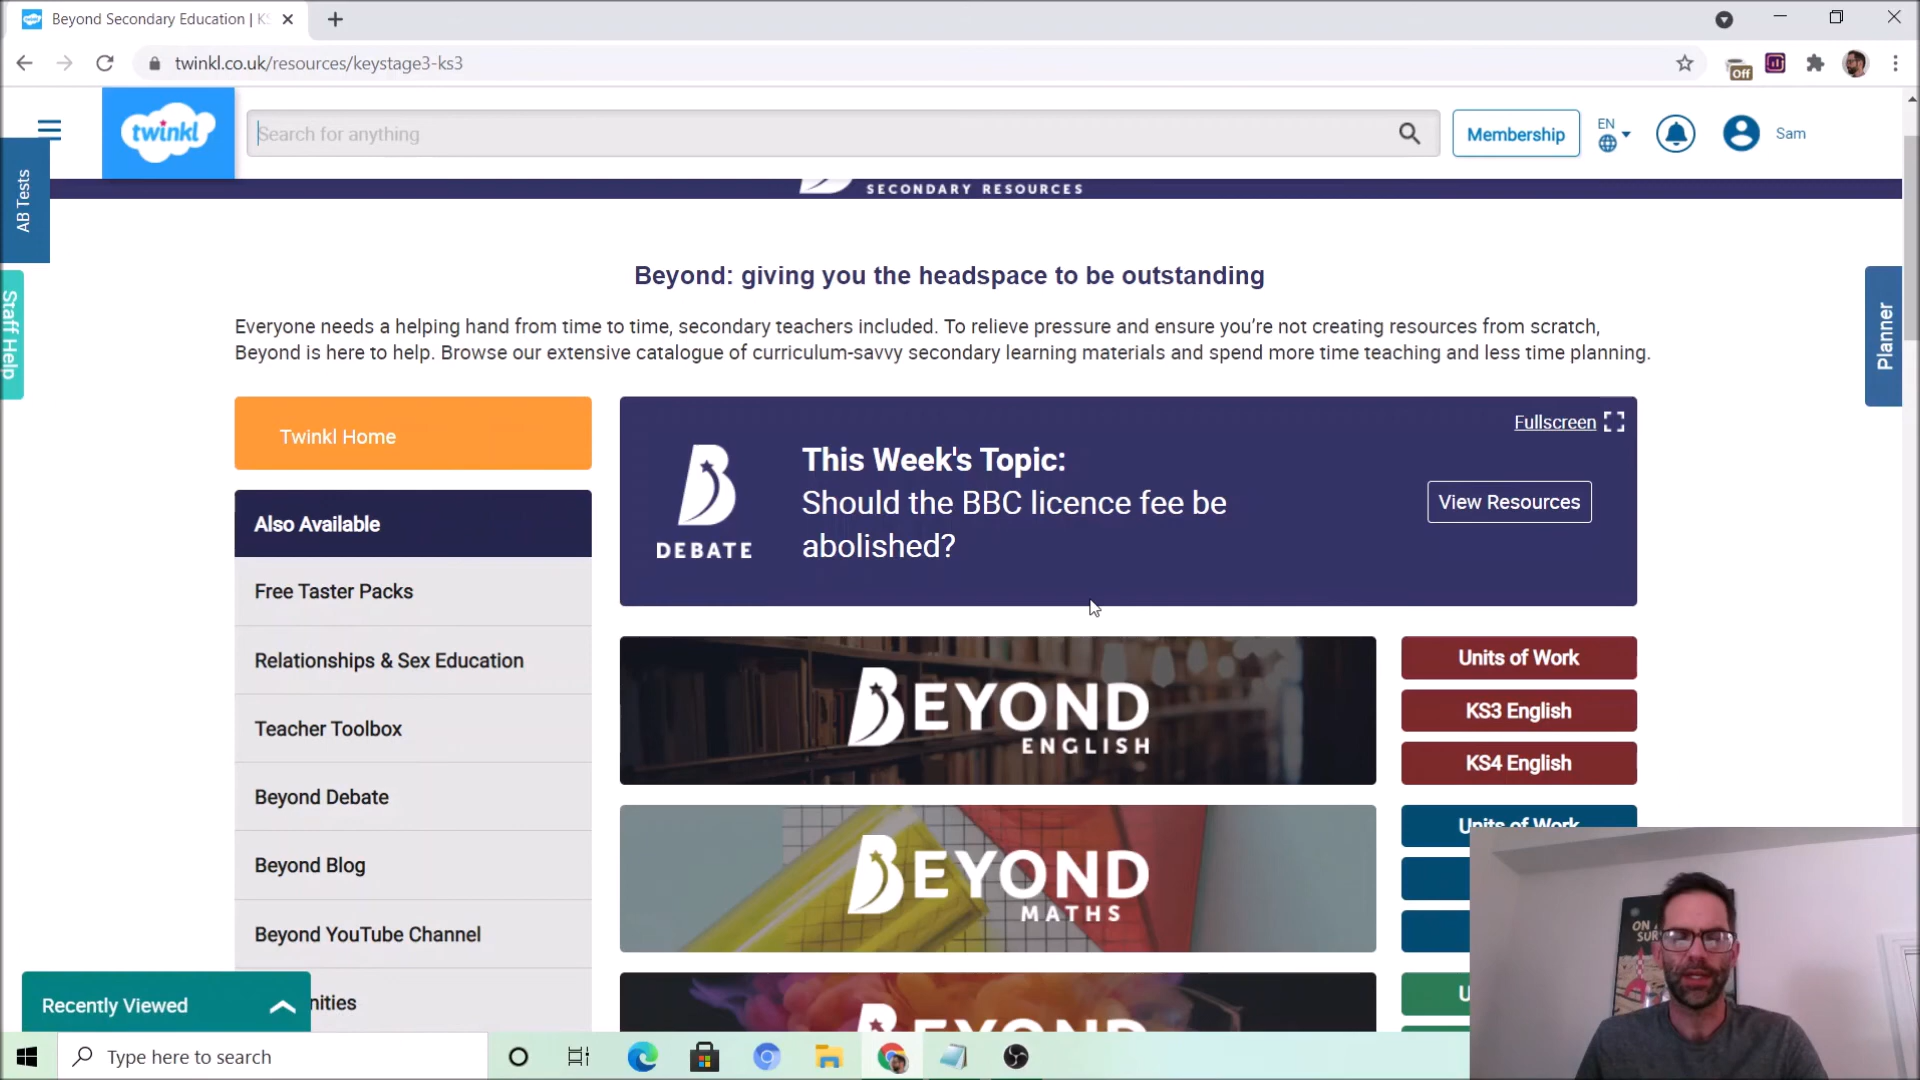 Beyond Secondary Education | KS
twinkl.co.uk/resources/keystage3-ks3
Off
twinkl
Search for anything
Membership
EN
Sam
AB Tests
Staff Help
Planner
SECONDARY RESOURCES
Beyond: giving you the headspace to be outstanding
Everyone needs a helping hand from time to time, secondary teachers included. To relieve pressure and ensure you’re not creating resources from scratch,
Beyond is here to help. Browse our extensive catalogue of curriculum-savvy secondary learning materials and spend more time teaching and less time planning.
Twinkl Home
Also Available
Free Taster Packs
Relationships & Sex Education
Teacher Toolbox
Beyond Debate
Beyond Blog
Beyond YouTube Channel
nities
Fullscreen
DEBATE
This Week's Topic:
Should the BBC licence fee be
abolished?
View Resources
BEYOND
ENGLISH
Units of Work
KS3 English
KS4 English
BEYOND
MATHS
Units of Work
BEYOND
U
ON A
SUR
Recently Viewed
Type here to search